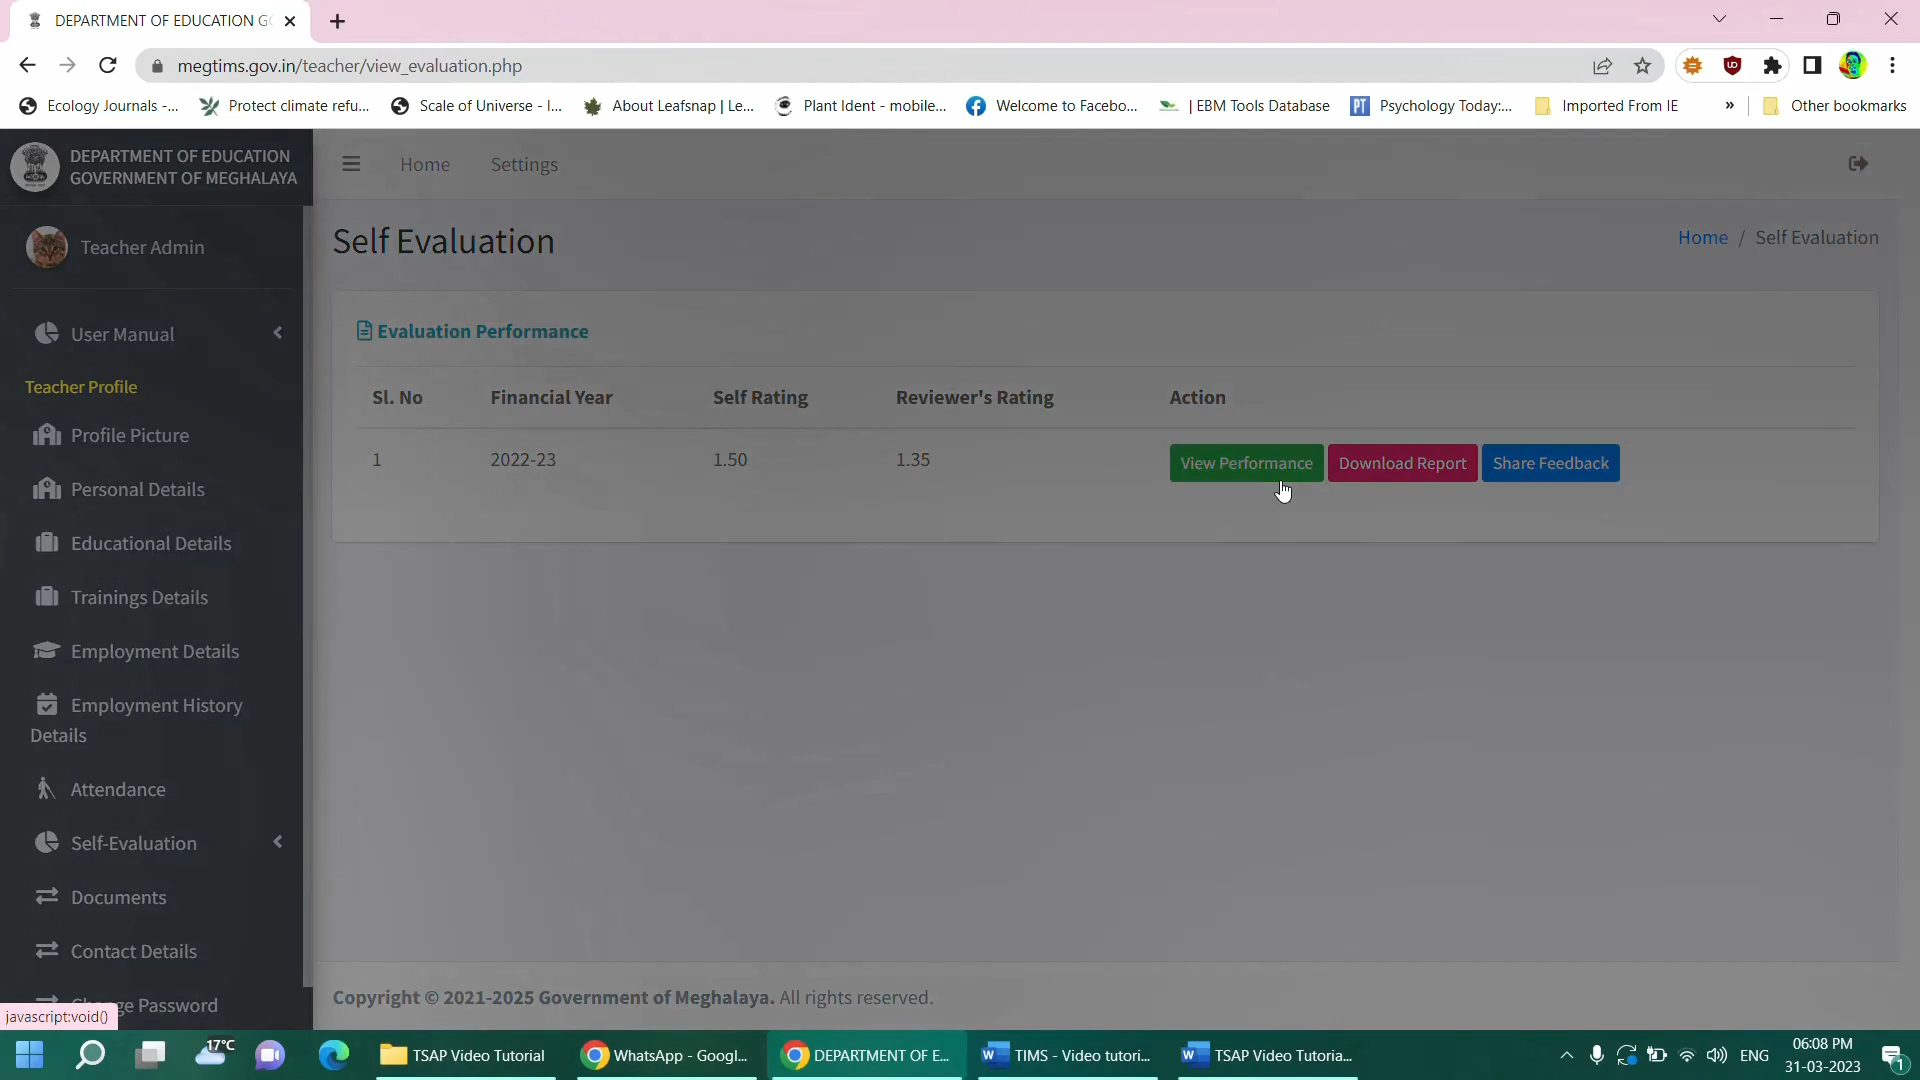 DEPARTMENT OF EDUCATION G
megtims.gov.in/teacher/view_evaluation.php
Ecology Journals -...
Protect climate refu...
Scale of Universe - I...
About Leafsnap | Le...
Plant Ident - mobile...
Welcome to Facebo...
| EBM Tools Database
PT
Psychology Today:...
Imported From IE
»
Other bookmarks
DEPARTMENT OF EDUCATION
GOVERNMENT OF MEGHALAYA
Home
Settings
Teacher Admin
Self Evaluation
Home / Self Evaluation
User Manual
Teacher Profile
Profile Picture
Personal Details
Educational Details
Trainings Details
Employment Details
Employment History
Details
Attendance
Self-Evaluation
Documents
Contact Details
ge Password
javascript:void()
Evaluation Performance
Sl. No Financial Year Self Rating Reviewer's Rating Action
1 2022-23 1.50 1.35 View Performance Download Report Share Feedback
Copyright © 2021-2025 Government of Meghalaya. All rights reserved.
17°C
TSAP Video Tutorial
WhatsApp - Googl...
DEPARTMENT OF E...
TIMS - Video tutori...
TSAP Video Tutoria...
ENG
06:08 PM
31-03-2023
1